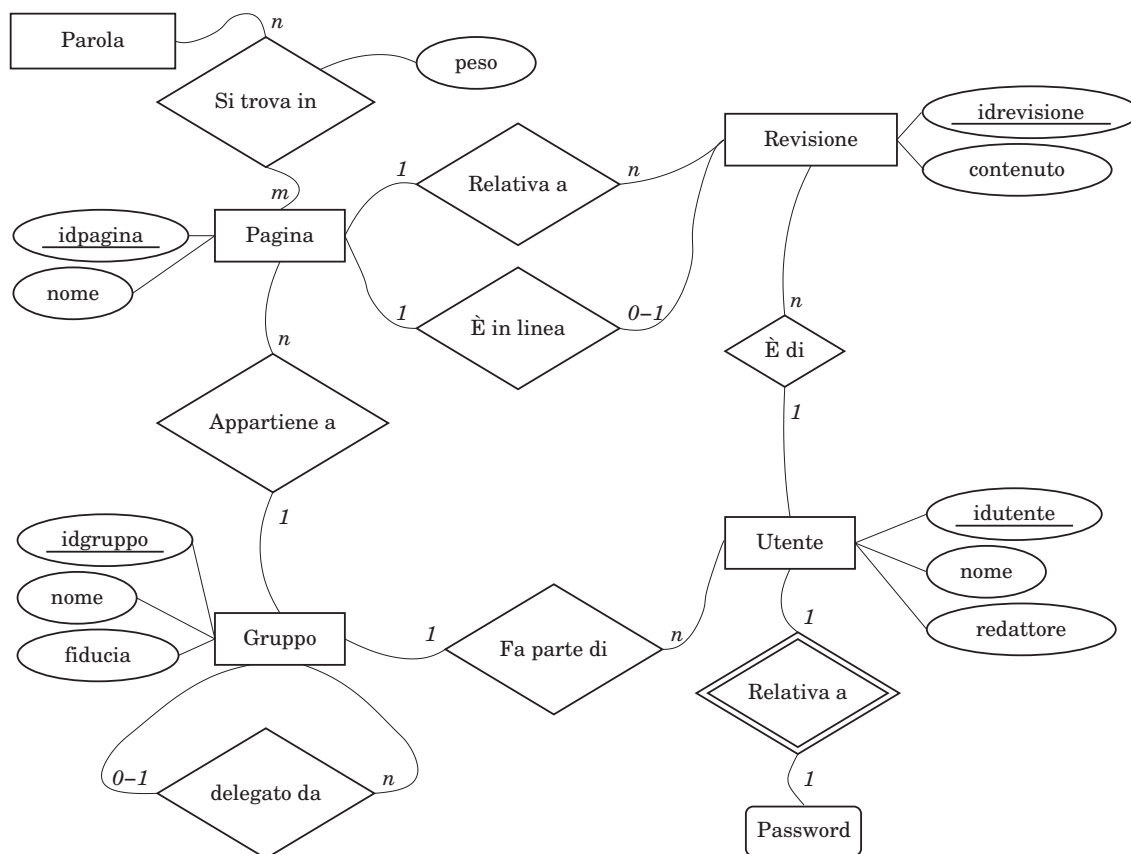 Parola
n
Si trova in
peso
m
idrevisione
Revisione
contenuto
1
Relativa a
n
idpagina
Pagina
nome
1
È in linea
0–1
n
n
È di
Appartiene a
1
1
idgruppo
nome
fiducia
Gruppo
1
Fa parte di
n
idutente
Utente
nome
redattore
1
Relativa a
0–1
delegato da
n
1
Password